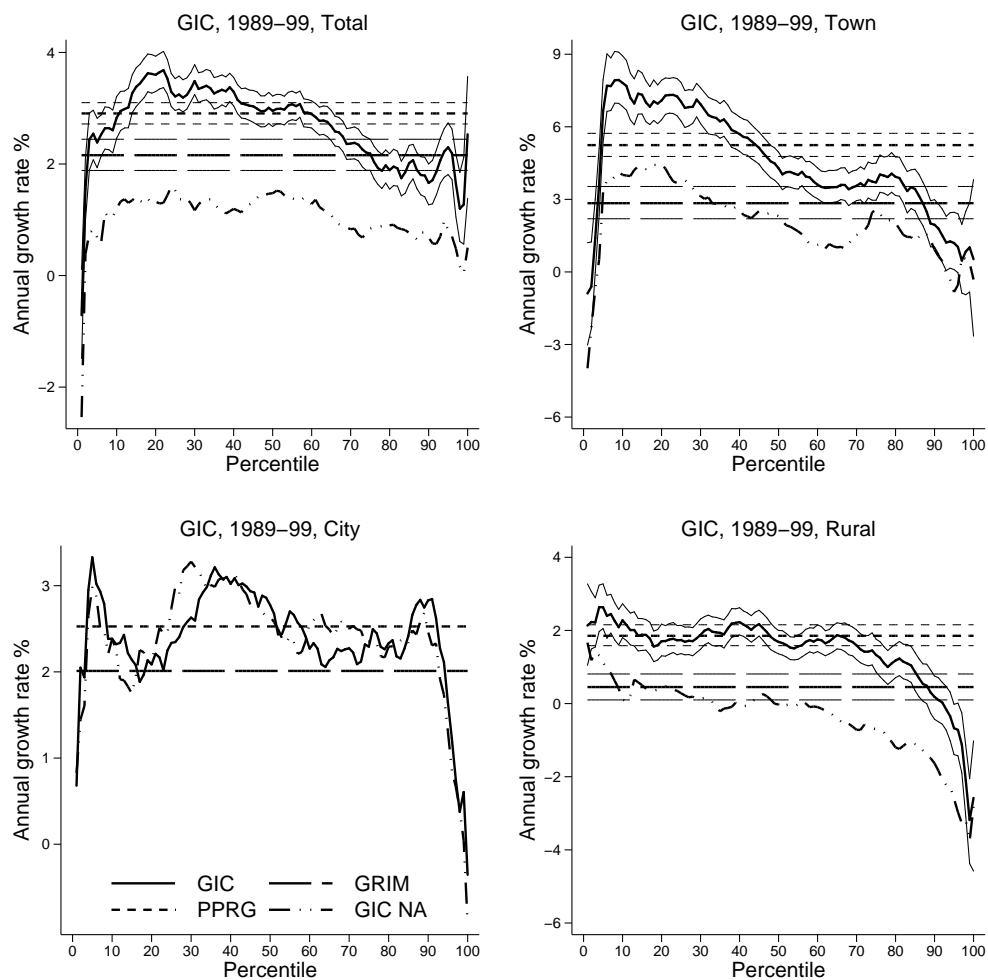 GIC, 1989–99, Total
Annual growth rate %
4
2
0
−2
0 10 20 30 40 50 60 70 80 90 100
Percentile
GIC, 1989–99, Town
Annual growth rate %
9
6
3
0
−3
−6
0 10 20 30 40 50 60 70 80 90 100
Percentile
GIC, 1989–99, City
Annual growth rate %
3
2
1
0
GIC GRIM
PPRG GIC NA
0 10 20 30 40 50 60 70 80 90 100
Percentile
GIC, 1989–99, Rural
Annual growth rate %
4
2
0
−2
−4
−6
0 10 20 30 40 50 60 70 80 90 100
Percentile